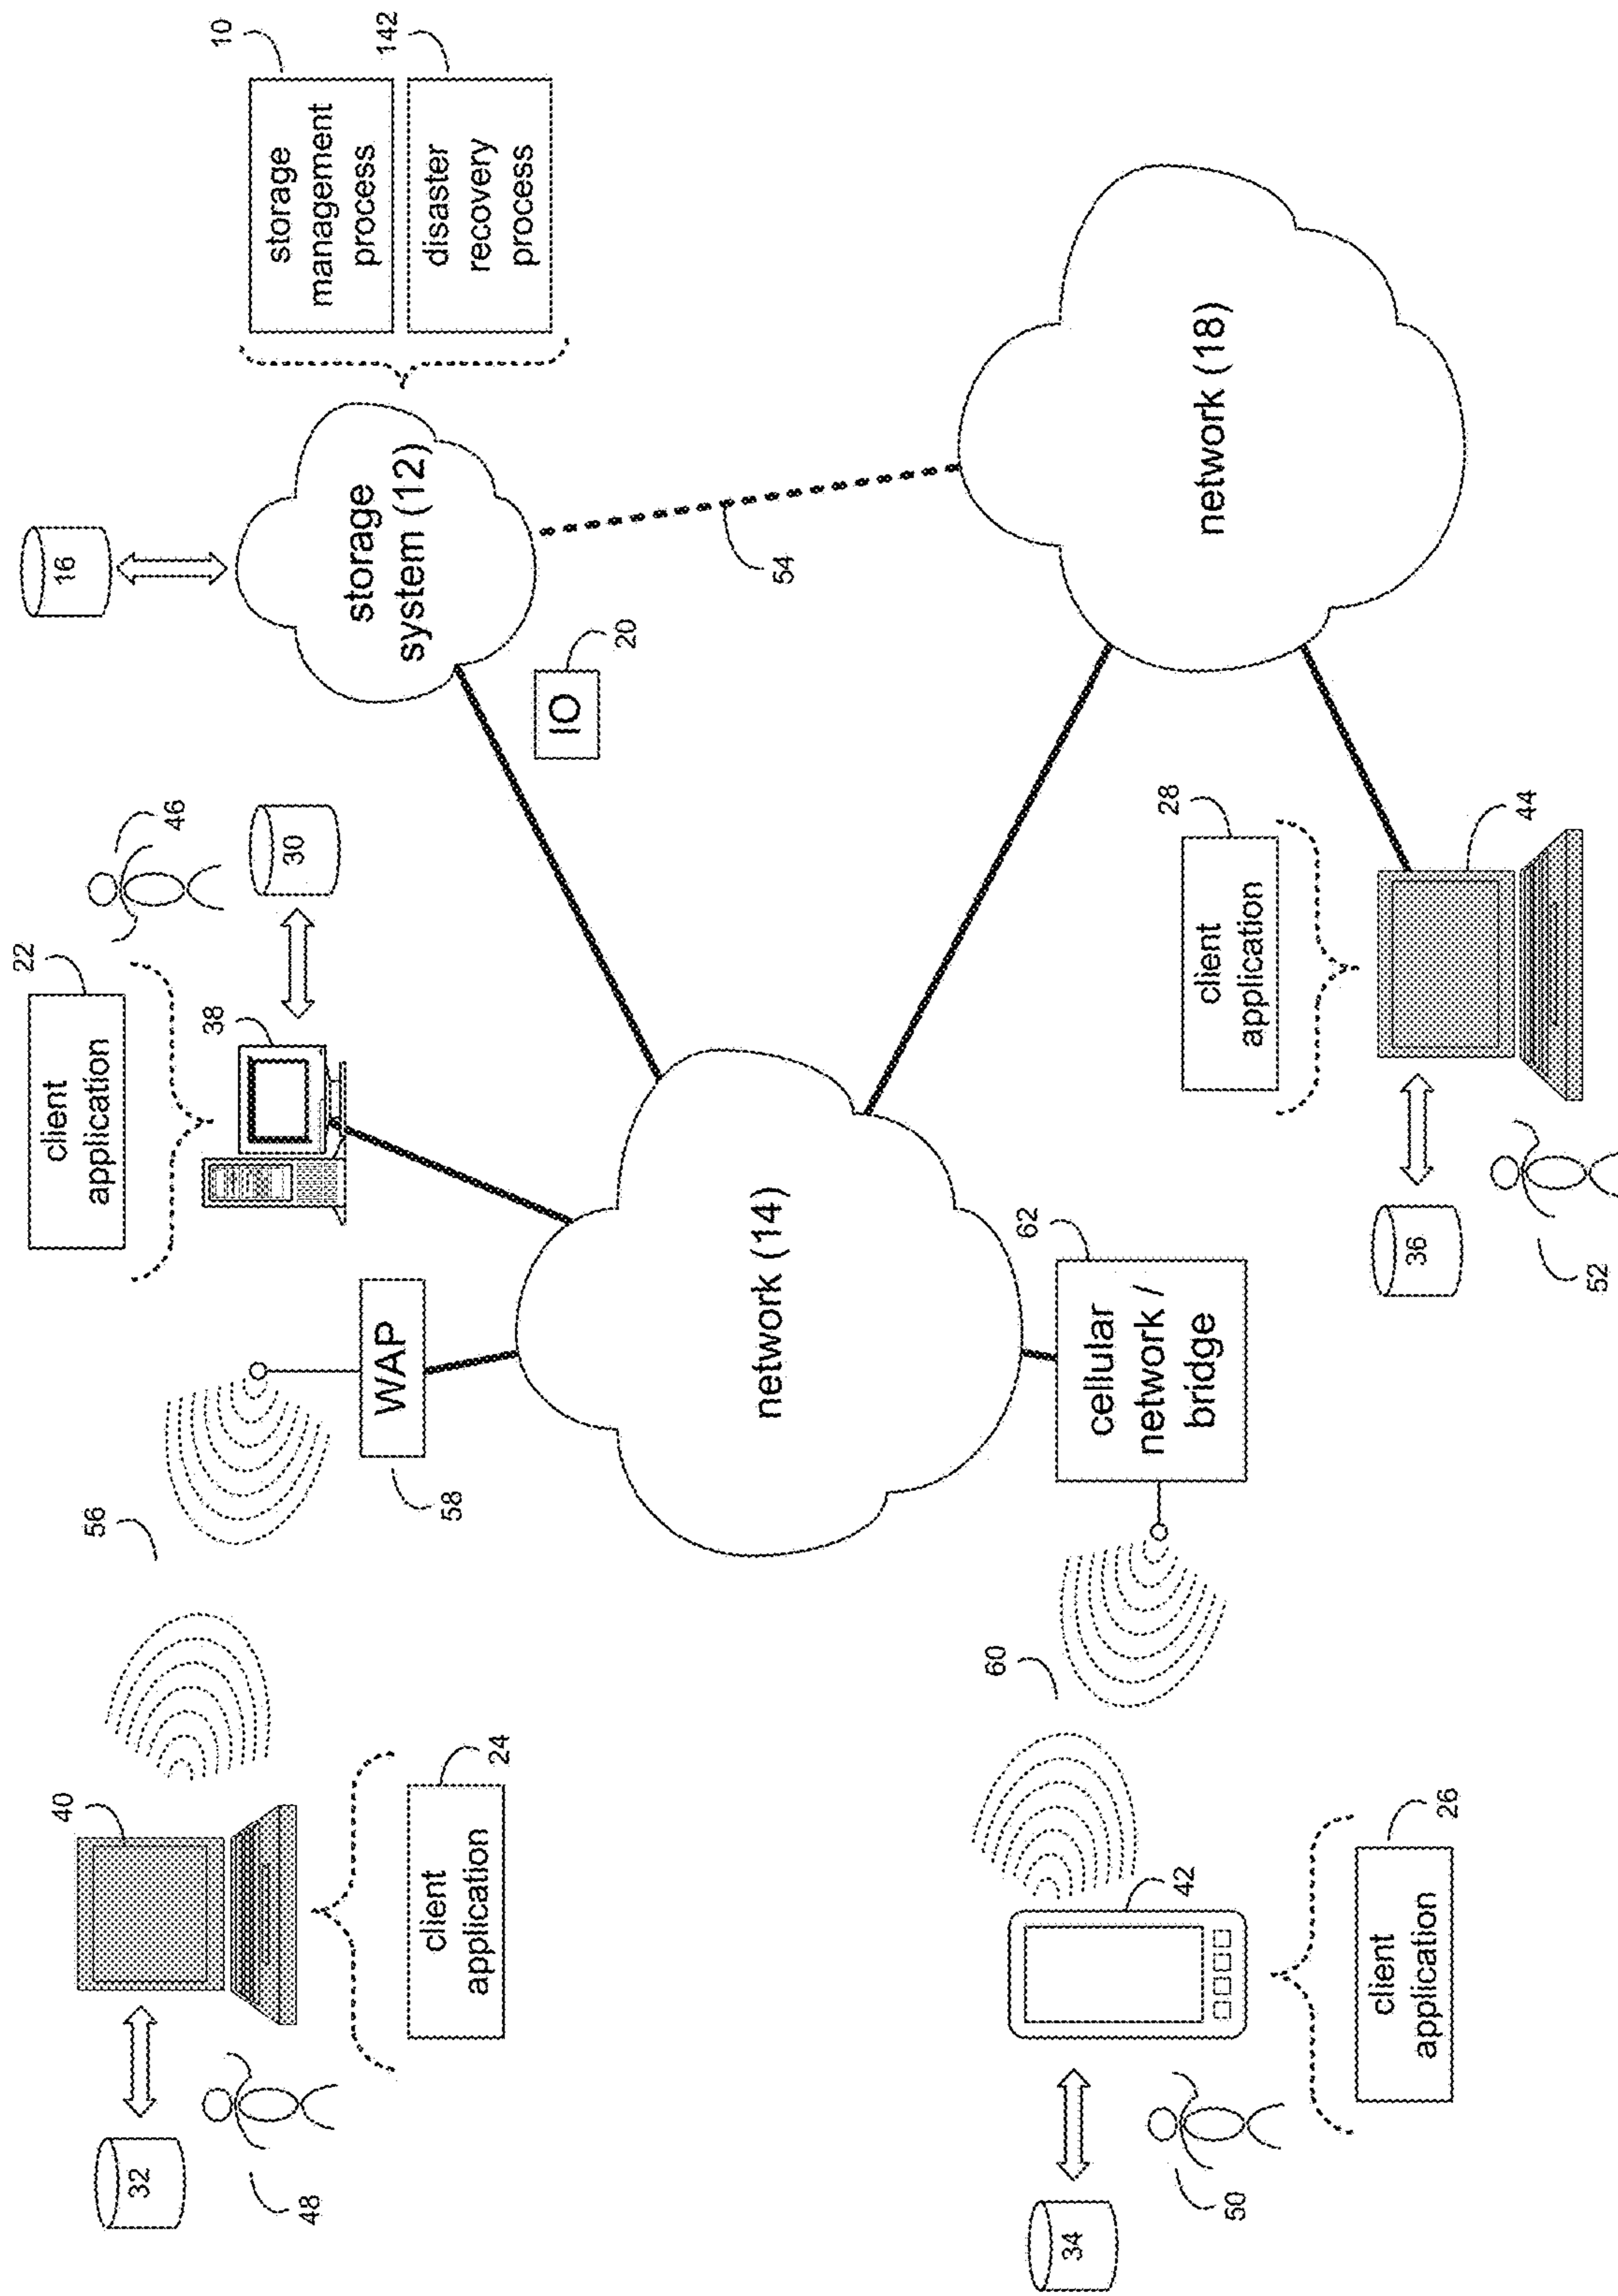 32
48
40
client
application
24
56
58
WAP
client
application
22
38
46
30
16
storage
system (12)
IO
20
storage
management
process
10
disaster
recovery
process
142
34
50
42
client
application
26
60
cellular
network /
bridge
62
network (14)
54
network (18)
client
application
28
36
52
44